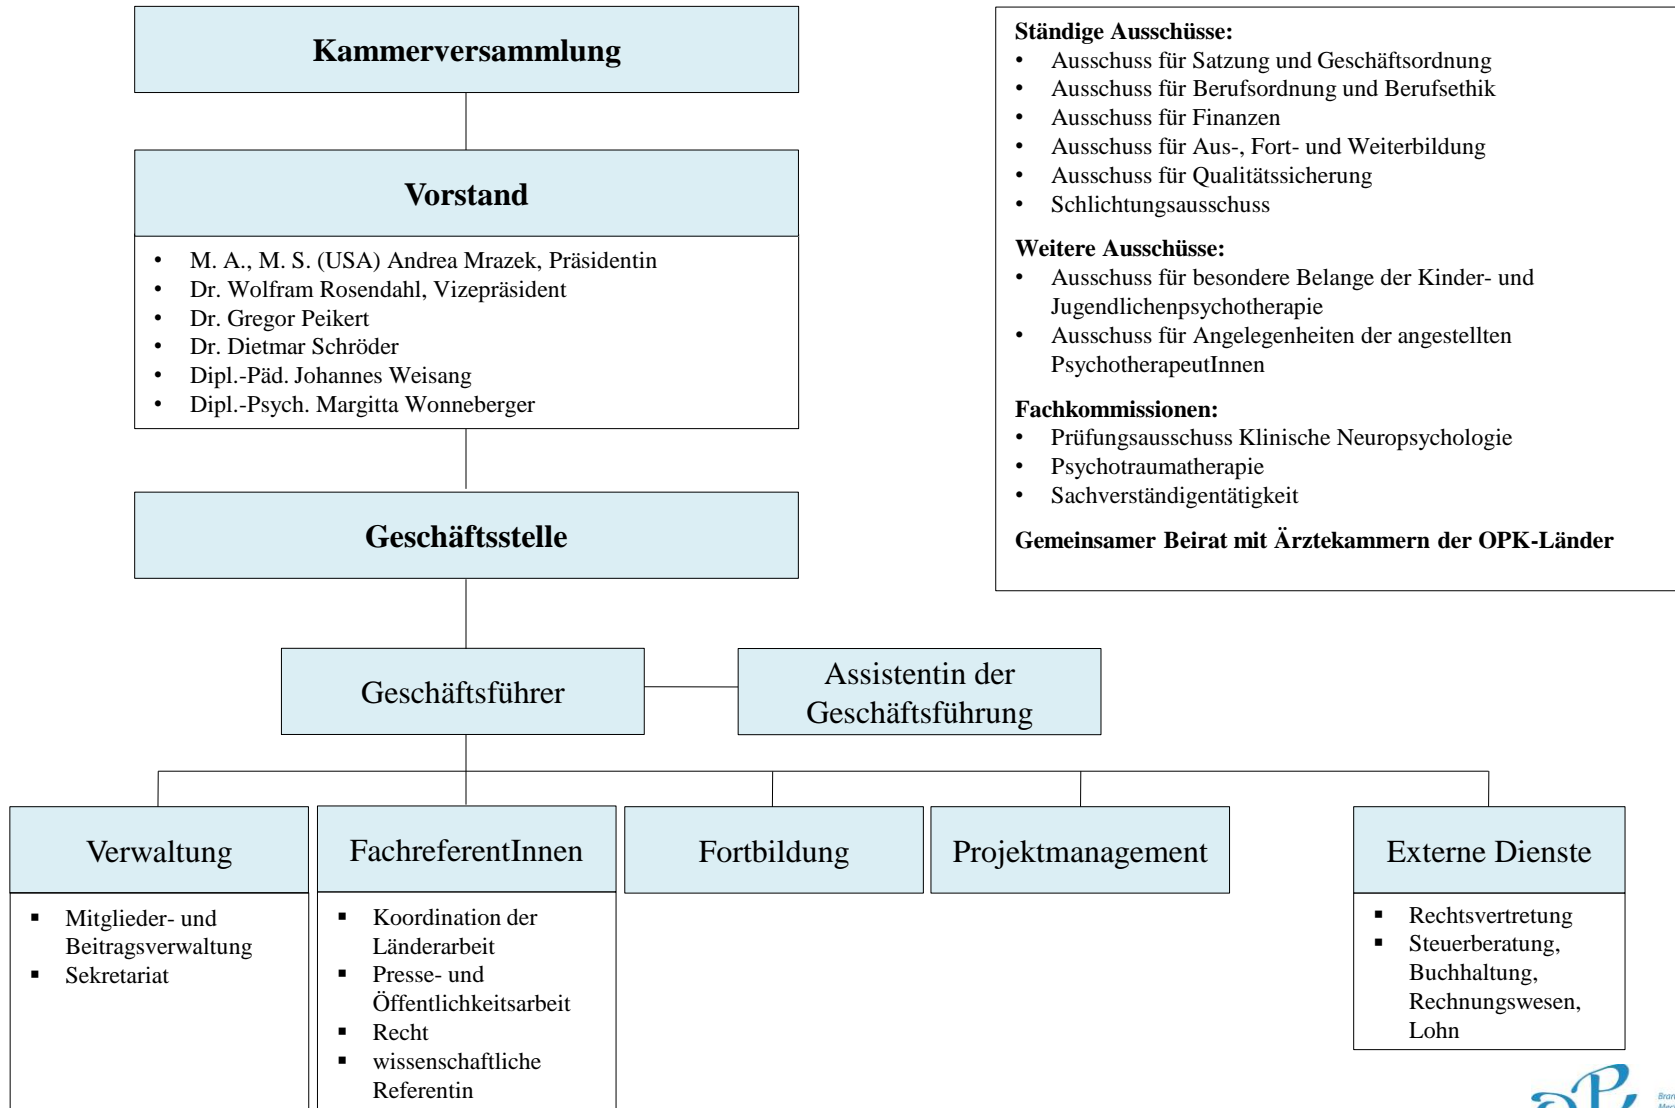 Kammerversammlung
Vorstand
• M. A., M. S. (USA) Andrea Mrazek, Präsidentin
• Dr. Wolfram Rosendahl, Vizepräsident
• Dr. Gregor Peikert
• Dr. Dietmar Schröder
• Dipl.-Päd. Johannes Weisang
• Dipl.-Psych. Margitta Wonneberger
Geschäftsstelle
Geschäftsführer
Assistentin der
Geschäftsführung
Verwaltung
▪ Mitglieder- und
Beitragsverwaltung
▪ Sekretariat
FachreferentInnen
▪ Koordination der
Länderarbeit
▪ Presse- und
Öffentlichkeitsarbeit
▪ Recht
▪ wissenschaftliche
Referentin
Fortbildung
Projektmanagement
Externe Dienste
▪ Rechtsvertretung
▪ Steuerberatung,
Buchhaltung,
Rechnungswesen,
Lohn
Ständige Ausschüsse:
• Ausschuss für Satzung und Geschäftsordnung
• Ausschuss für Berufsordnung und Berufsethik
• Ausschuss für Finanzen
• Ausschuss für Aus-, Fort- und Weiterbildung
• Ausschuss für Qualitätssicherung
• Schlichtungsausschuss
Weitere Ausschüsse:
• Ausschuss für besondere Belange der Kinder- und
Jugendlichenpsychotherapie
• Ausschuss für Angelegenheiten der angestellten
PsychotherapeutInnen
Fachkommissionen:
• Prüfungsausschuss Klinische Neuropsychologie
• Psychotraumatherapie
• Sachverständigentätigkeit
Gemeinsamer Beirat mit Ärztekammern der OPK-Länder